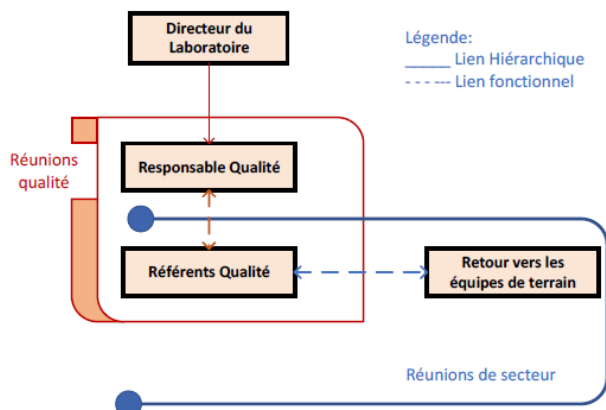 Directeur du
Laboratoire
Légende:
_____ Lien Hiérarchique
- - - --- Lien fonctionnel
Réunions
qualité
Responsable Qualité
Référents Qualité
Retour vers les
équipes de terrain
Réunions de secteur